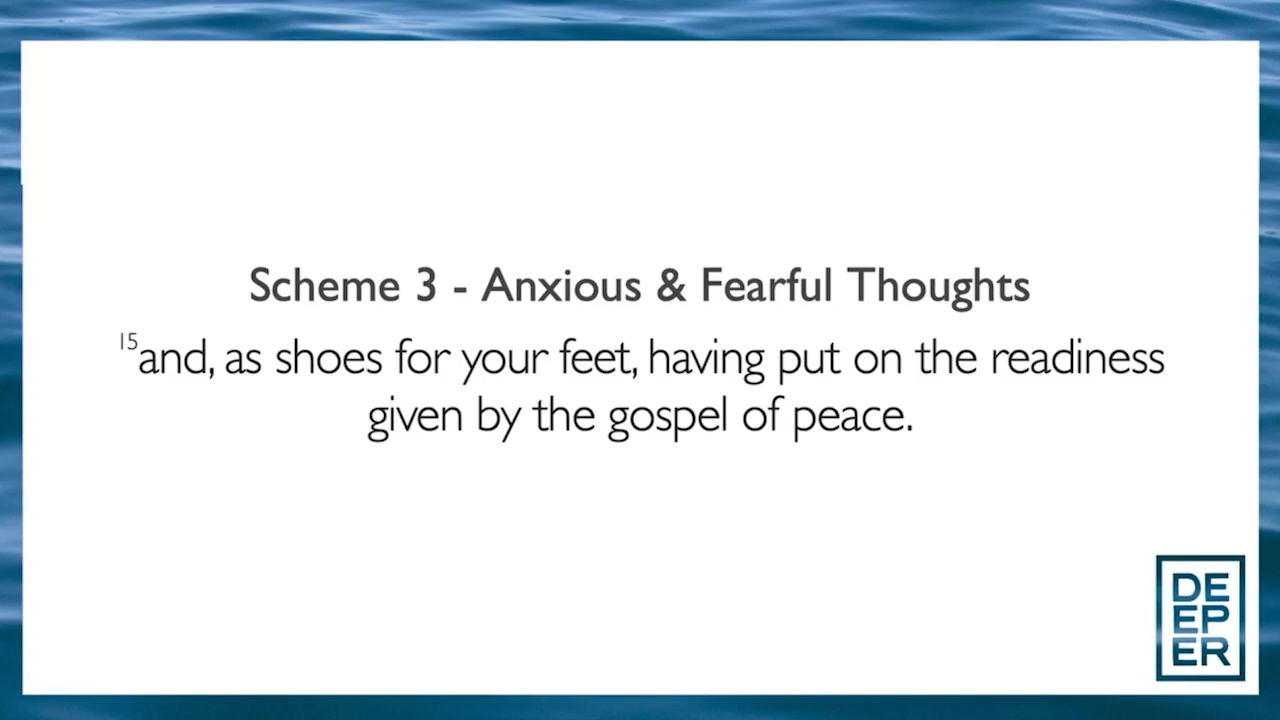 Scheme 3 - Anxious & Fearful Thoughts
15and, as shoes for your feet, having put on the readiness
given by the gospel of peace.
DE
EP
ER